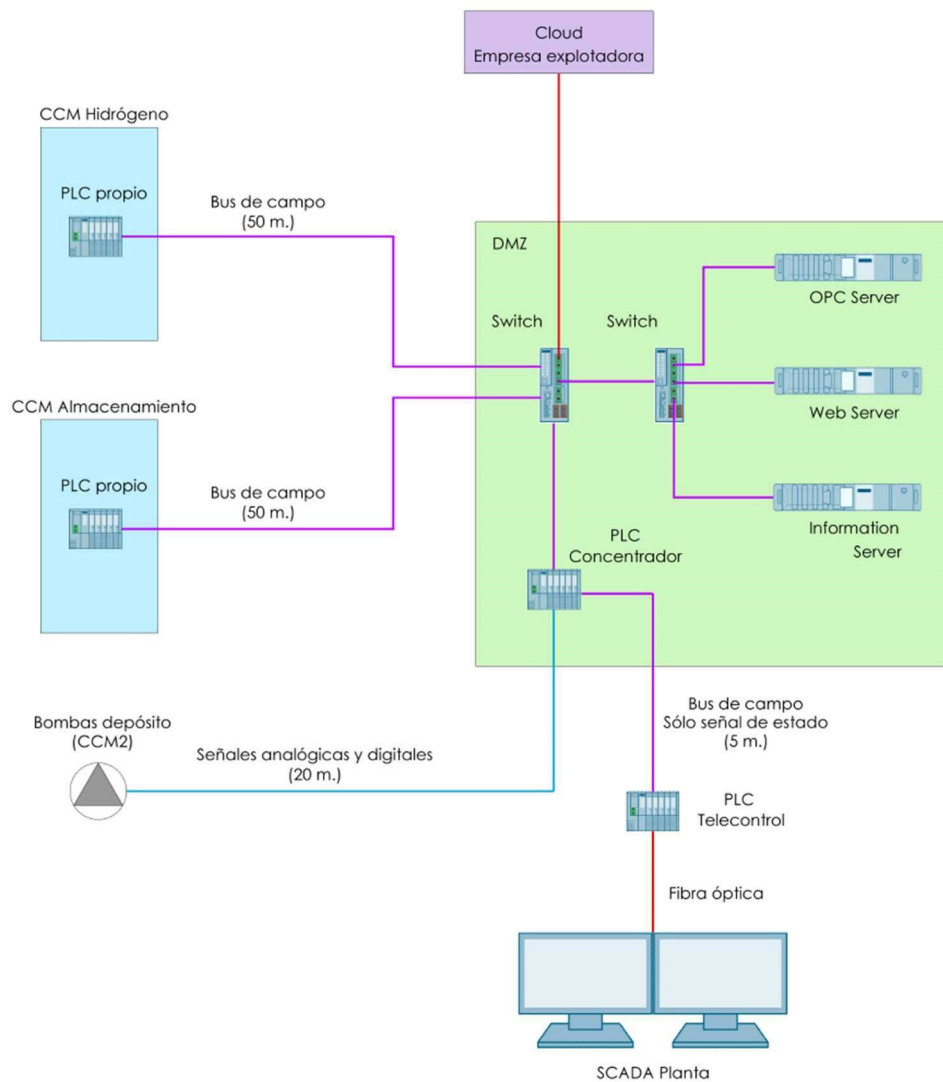 Cloud
Empresa explotadora
CCM Hidrógeno
PLC propio
Bus de campo
(50 m.)
DMZ
OPC Server
Switch
Switch
Web Server
CCM Almacenamiento
PLC propio
Bus de campo
(50 m.)
Information
Server
PLC
Concentrador
Bus de campo
Sólo señal de estado
(5 m.)
Bombas depósito
(CCM2)
Señales analógicas y digitales
(20 m.)
PLC
Telecontrol
Fibra óptica
SCADA Planta